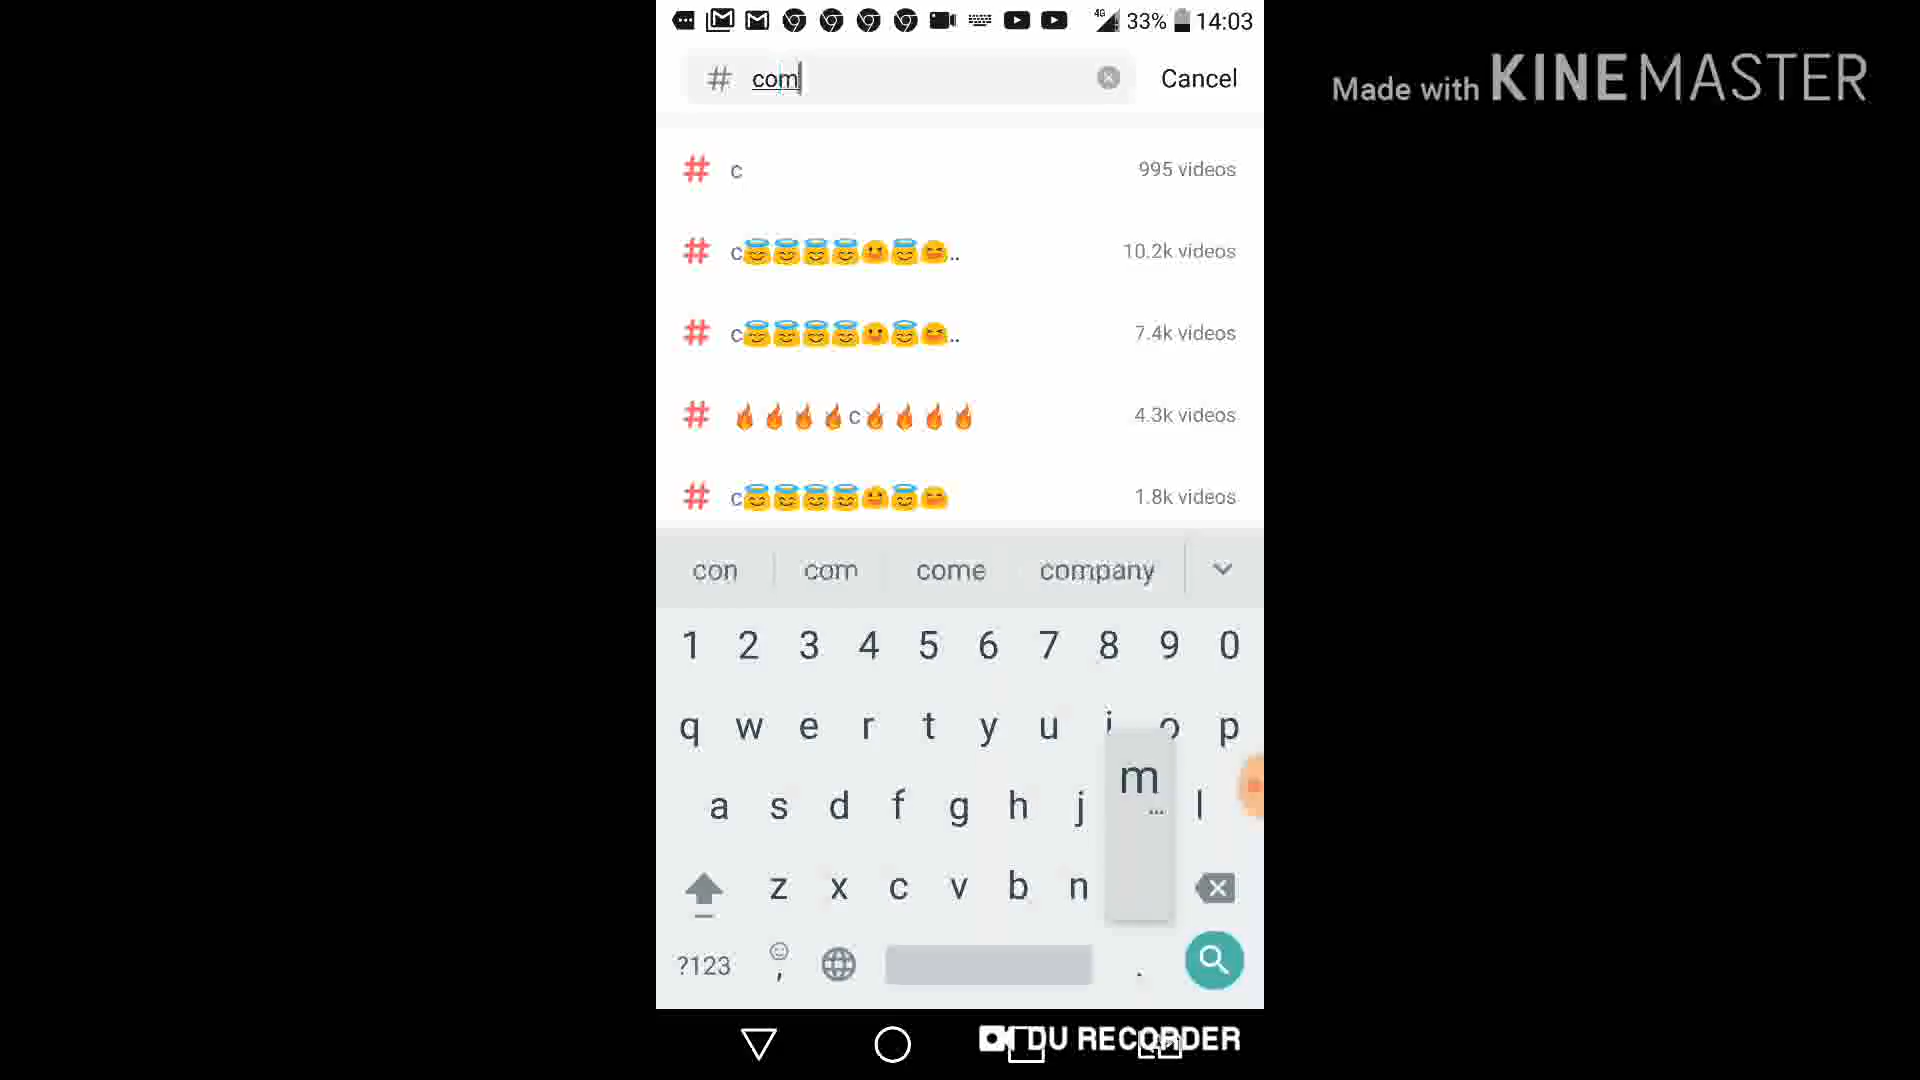 4G 33% 14:03
# com Cancel
Made with KINEMASTER
# c 995 videos
# c😇😇😇😇🤗😇🤗.. 10.2k videos
# c😇😇😇😇🤗😇🤗.. 7.4k videos
# 🔥🔥🔥🔥c🔥🔥🔥🔥 4.3k videos
# c😇😇😇😇🤗😇🤗 1.8k videos
con com come company
1 2 3 4 5 6 7 8 9 0
q w e r t y u i o p
a s d f g h j m l
z x c v b n
?123 , .
DU RECORDER